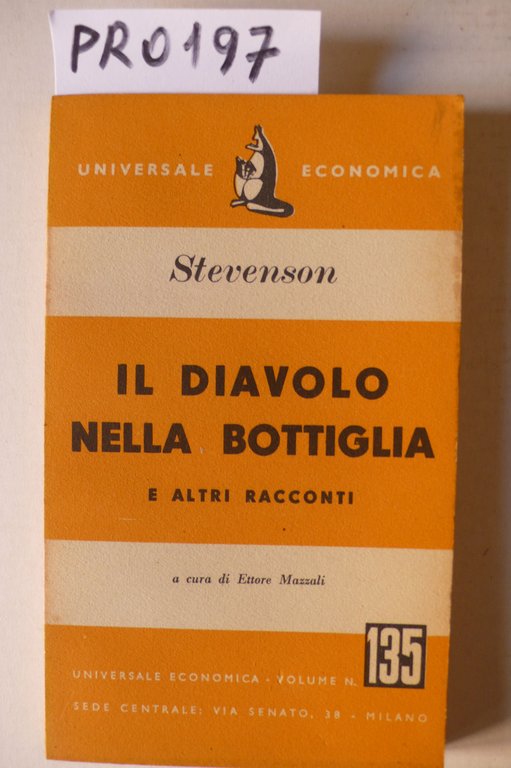 PRO197
UNIVERSALE ECONOMICA
Stevenson
IL DIAVOLO
NELLA BOTTIGLIA
E ALTRI RACCONTI
a cura di Ettore Mazzali
135
UNIVERSALE ECONOMICA - VOLUME N.
SEDE CENTRALE: VIA SENATO, 38 - MILANO